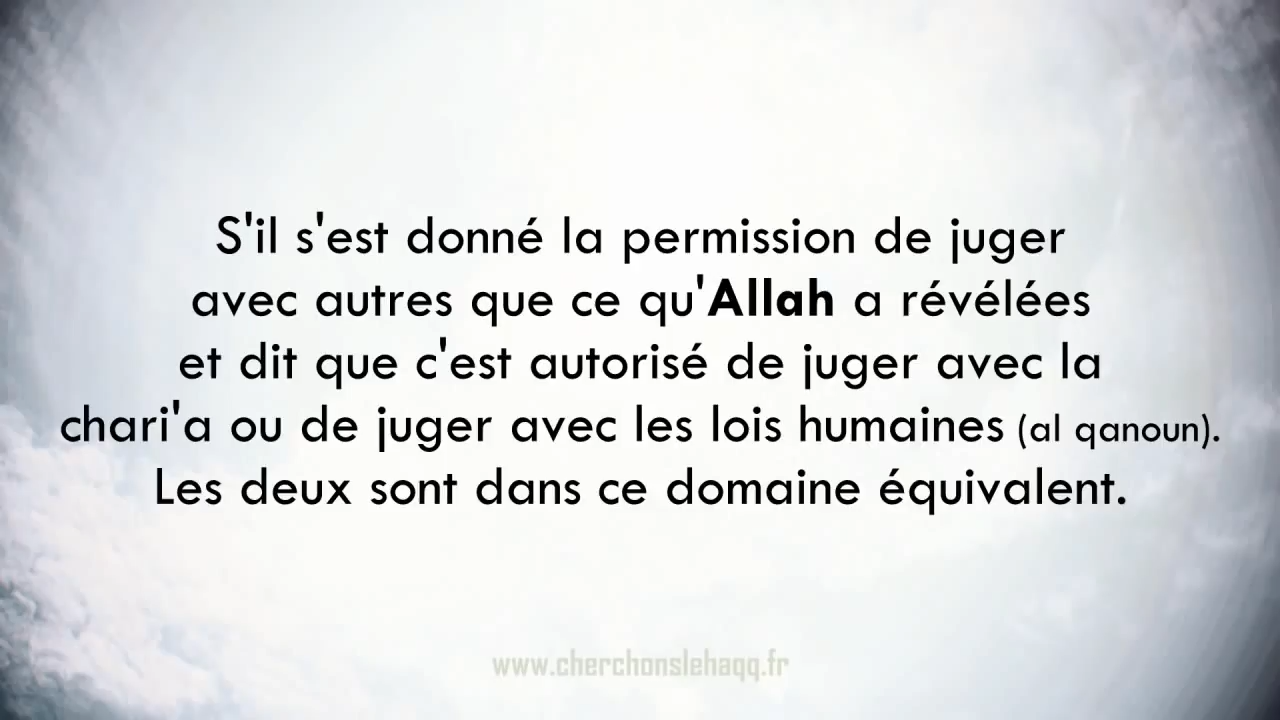 S'il s'est donné la permission de juger
avec autres que ce qu'Allah a révélées
et dit que c'est autorisé de juger avec la
chari'a ou de juger avec les lois humaines (al qanoun).
Les deux sont dans ce domaine équivalent.
www.cherchonslehaqq.fr